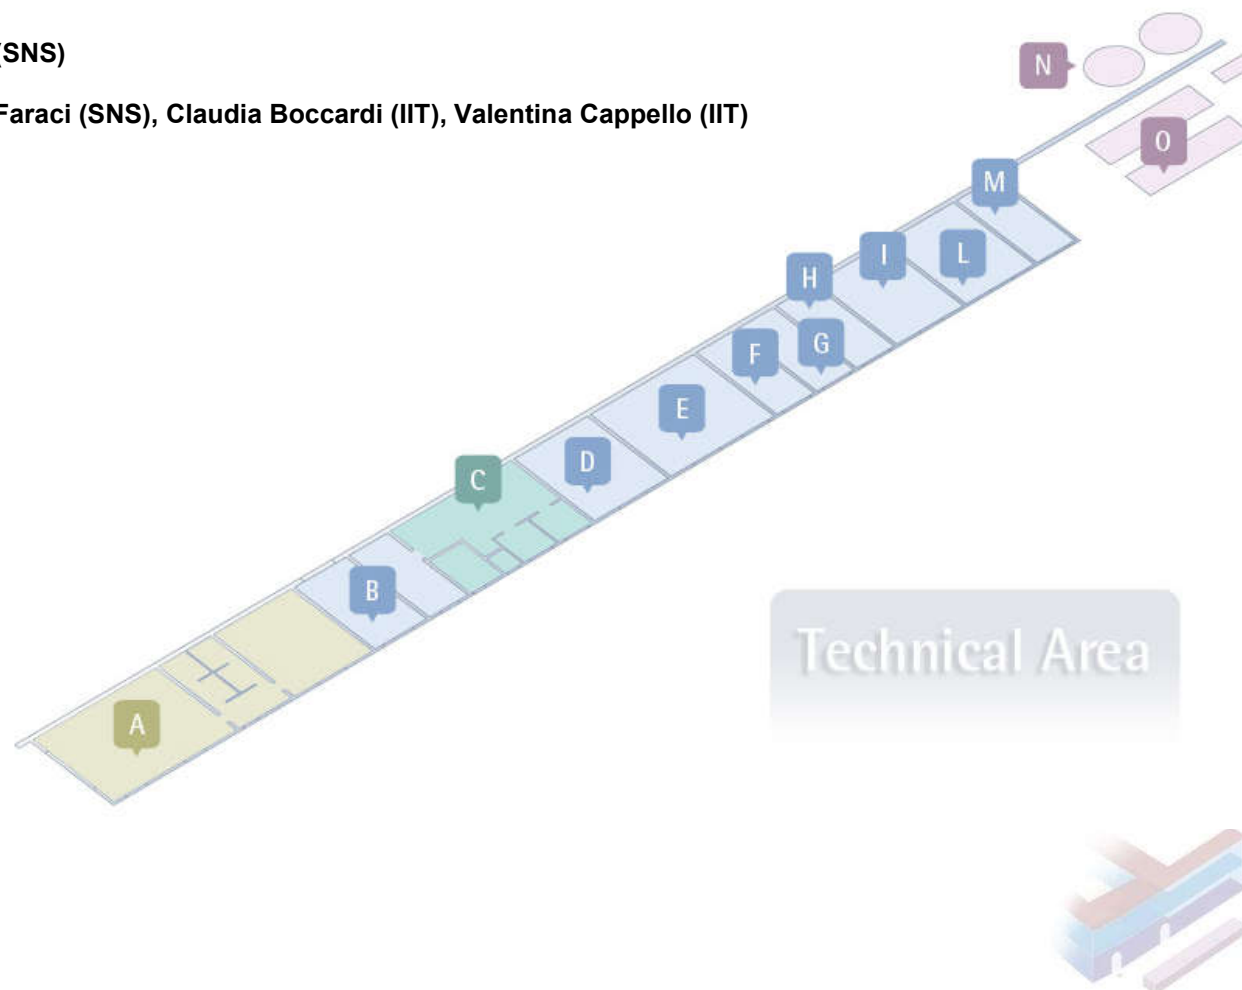 (SNS)
Faraci (SNS), Claudia Boccardi (IIT), Valentina Cappello (IIT)
N
O
M
I
L
H
F
G
E
D
C
B
A
Technical Area